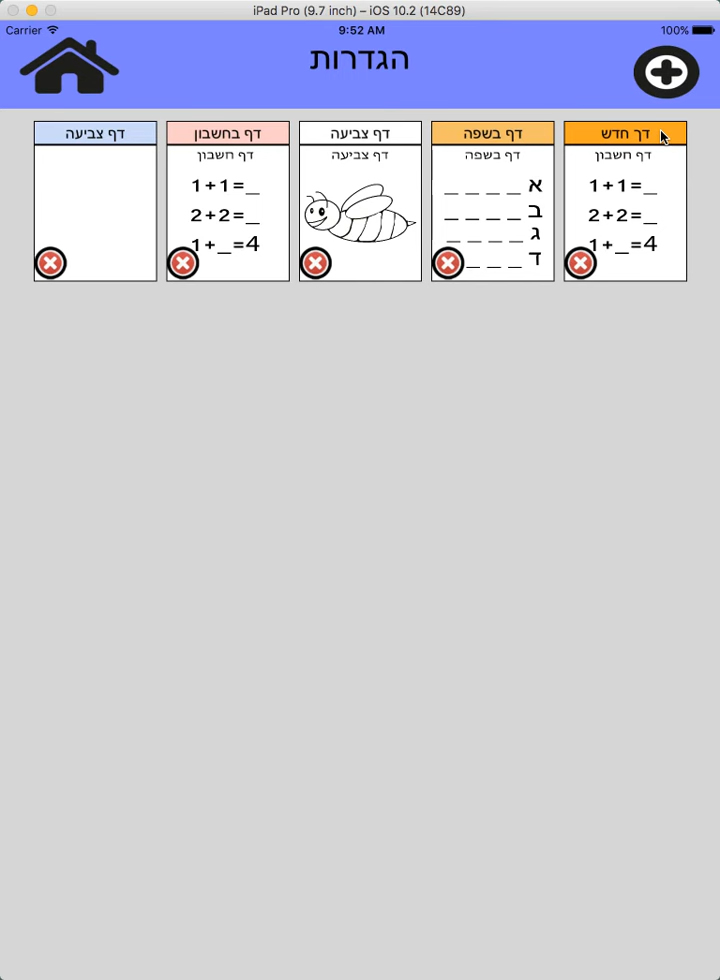 iPad Pro (9.7 inch) – iOS 10.2 (14C89)
Carrier 9:52 AM 100%
הגדרות
דך חדש
דף חשבון
1+1=_
2+2=_
1+_=4
דף בשפה
דף בשפה
א _ _ _ _
ב _ _ _ _
ג _ _ _ _
ד _ _ _
דף צביעה
דף צביעה
דף בחשבון
דף חשבון
1+1=_
2+2=_
1+_=4
דף צביעה